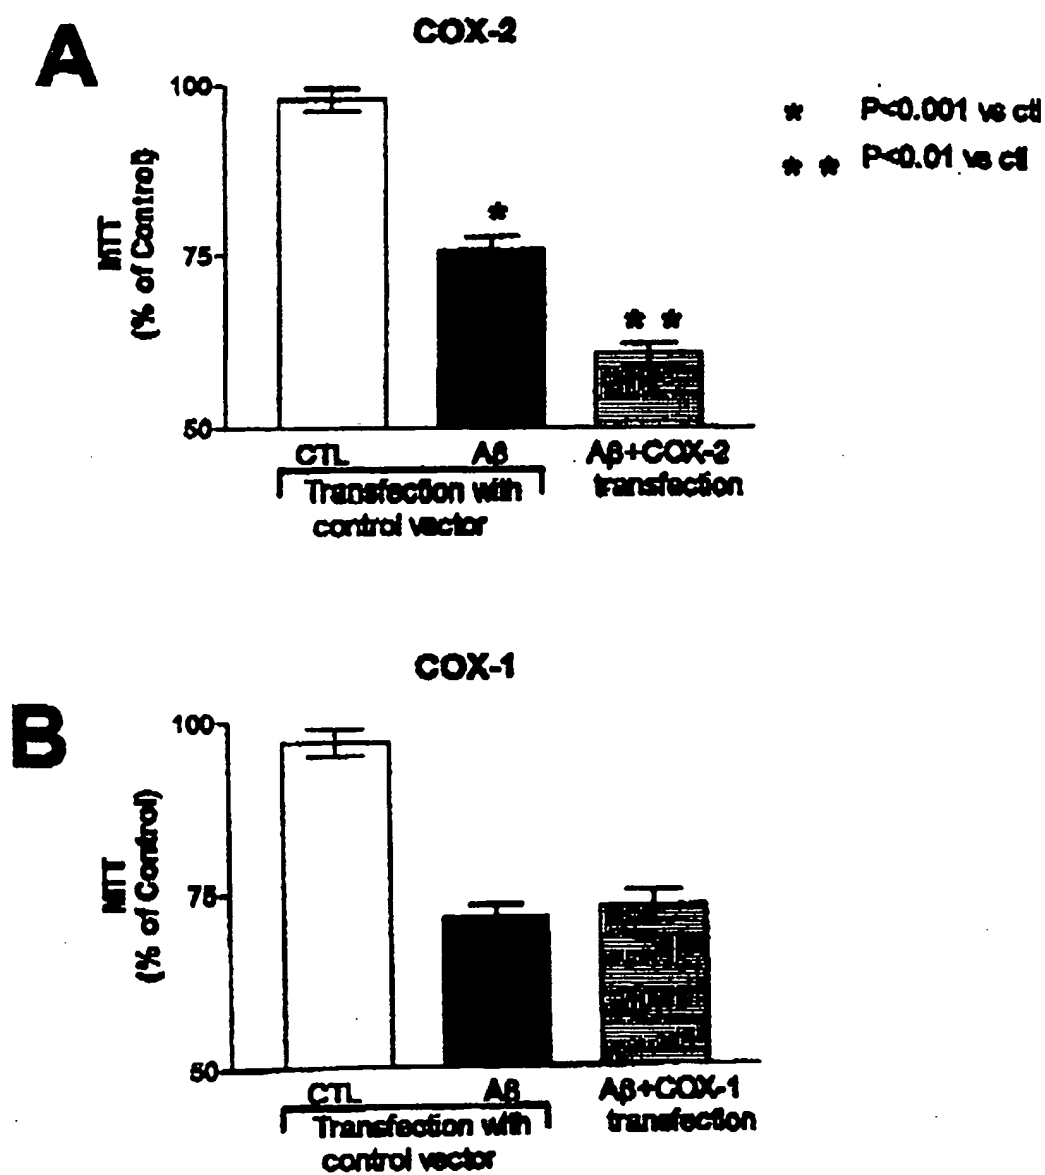 A
COX-2
* P<0.001 vs ctl
* * P<0.01 vs ctl
100
75
50
MTT
(% of Control)
*
* *
CTL
Aβ
Aβ+COX-2
transfection
Transfection with
control vector
B
COX-1
100
75
50
MTT
(% of Control)
CTL
Aβ
Aβ+COX-1
transfection
Transfection with
control vector